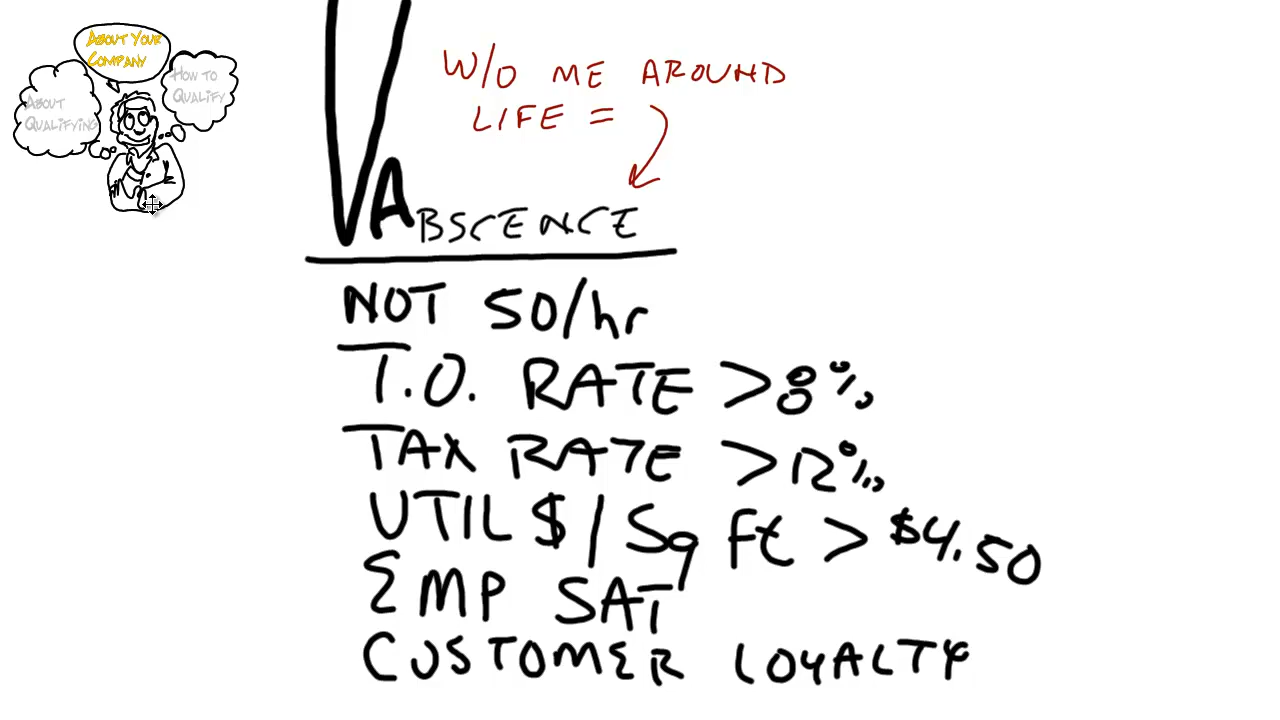 About Your
Company
About
Qualifying
How to
Qualify
W/O ME AROUND
LIFE =
V
ABSCENCE
NOT 50/hr
T.O. RATE >8%
TAX RATE >12%
UTIL $/Sq ft > $4.50
EMP SAT
CUSTOMER LOYALTY